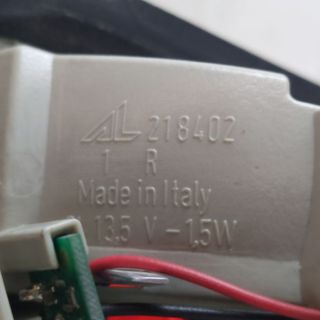 AL 218402
1 R
Made in Italy
13,5 V - 1,5W